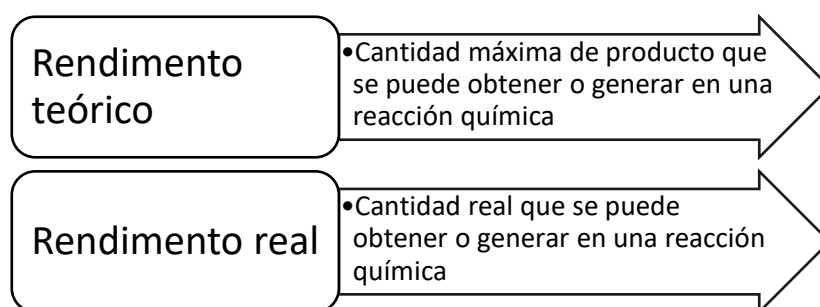 Rendimento
teórico
•Cantidad máxima de producto que
se puede obtener o generar en una
reacción química
Rendimento real
•Cantidad real que se puede
obtener o generar en una reacción
química